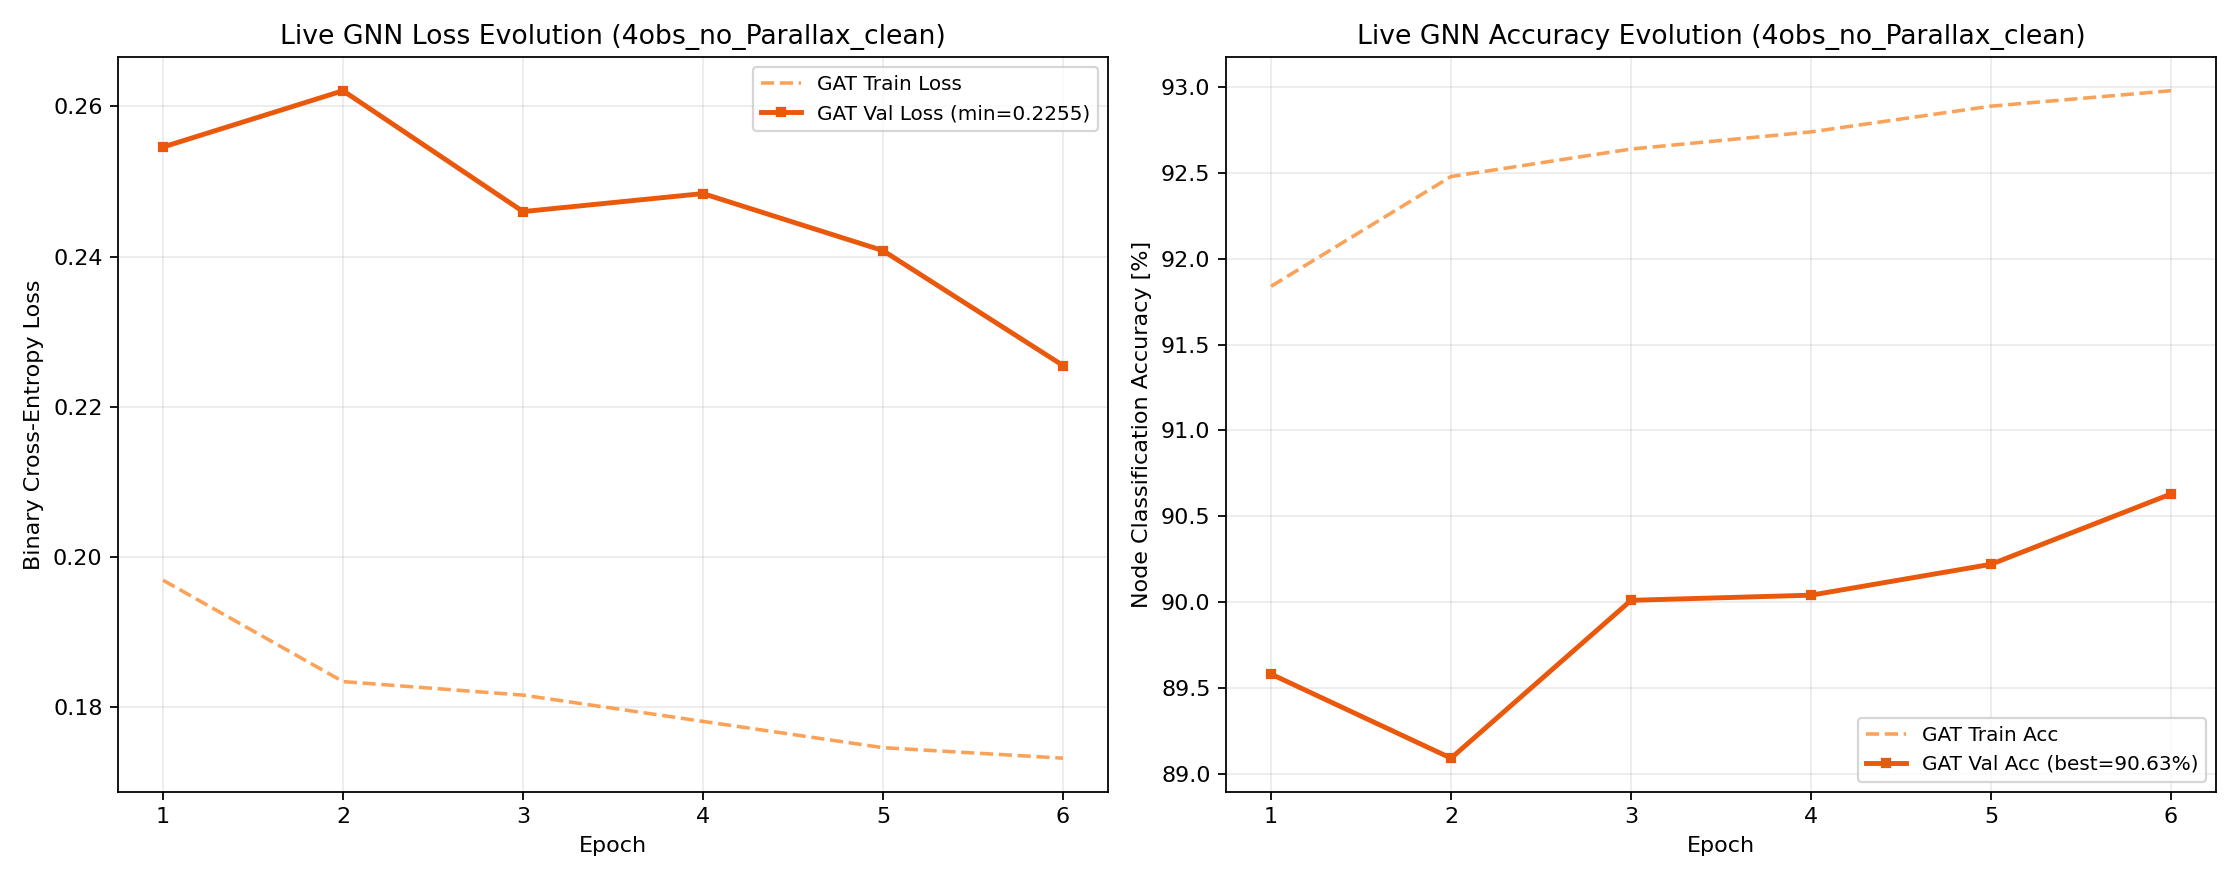 Live GNN Loss Evolution (4obs_no_Parallax_clean)
GAT Train Loss
GAT Val Loss (min=0.2255)
Binary Cross-Entropy Loss
0.26
0.24
0.22
0.20
0.18
1 2 3 4 5 6
Epoch
Live GNN Accuracy Evolution (4obs_no_Parallax_clean)
Node Classification Accuracy [%]
93.0
92.5
92.0
91.5
91.0
90.5
90.0
89.5
89.0
GAT Train Acc
GAT Val Acc (best=90.63%)
1 2 3 4 5 6
Epoch